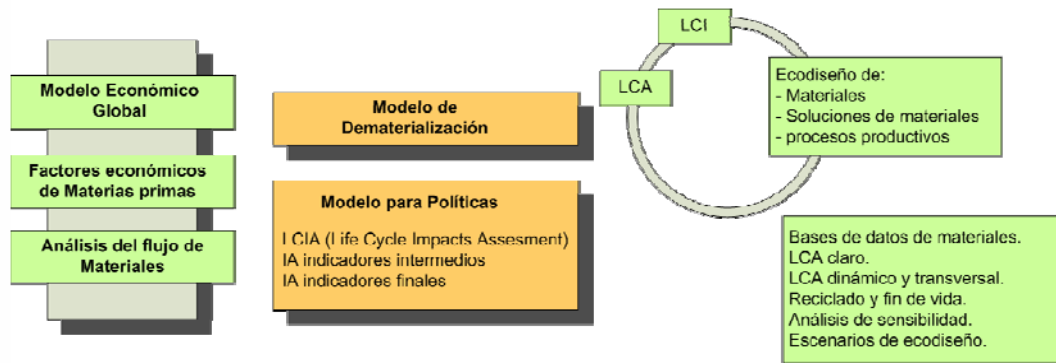 Modelo Económico
Global
Factores económicos
de Materias primas
Análisis del flujo de
Materiales
Modelo de
Dematerialización
Modelo para Políticas
LCIA (Life Cycle Impacts Assesment)
IA indicadores intermedios
IA indicadores finales
LCI
LCA
Ecodiseño de:
- Materiales
- Soluciones de materiales
- procesos productivos
Bases de datos de materiales.
LCA claro.
LCA dinámico y transversal.
Reciclado y fin de vida.
Análisis de sensibilidad.
Escenarios de ecodiseño.